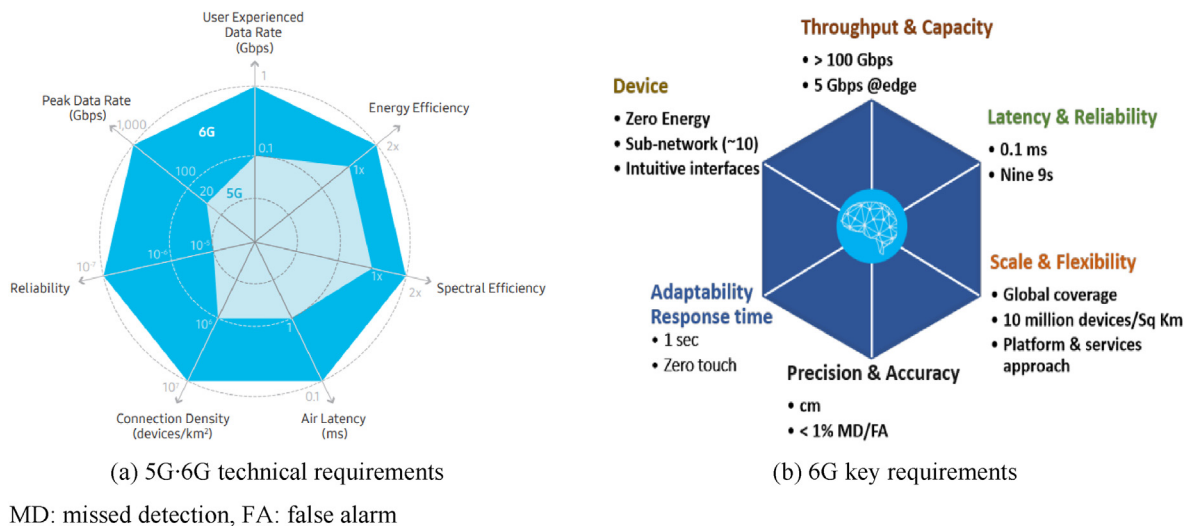 User Experienced
Data Rate
(Gbps)
1
Peak Data Rate
(Gbps)
1,000
6G
Energy Efficiency
2x
0.1
1x
100
20
5G
10⁻⁵
10⁻⁶
10⁻⁷
Reliability
1x
2x
Spectral Efficiency
10⁶
1
10⁷
0.1
Connection Density
(devices/km²)
Air Latency
(ms)
(a) 5G·6G technical requirements
Throughput & Capacity
• > 100 Gbps
• 5 Gbps @edge
Device
• Zero Energy
• Sub-network (~10)
• Intuitive interfaces
Latency & Reliability
• 0.1 ms
• Nine 9s
Scale & Flexibility
• Global coverage
• 10 million devices/Sq Km
• Platform & services
approach
Adaptability
Response time
• 1 sec
• Zero touch
Precision & Accuracy
• cm
• < 1% MD/FA
(b) 6G key requirements
MD: missed detection, FA: false alarm